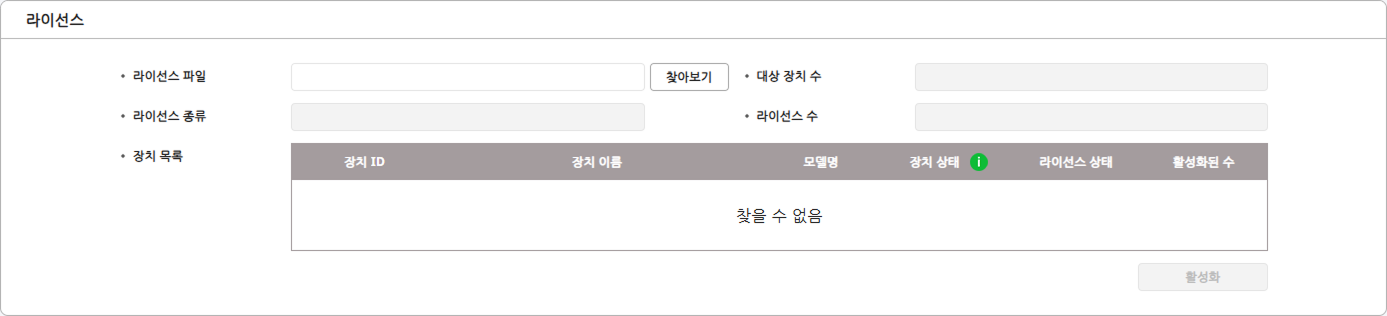 라이선스
라이선스 파일 찾아보기 대상 장치 수
라이선스 종류 라이선스 수
장치 목록 장치 ID 장치 이름 모델명 장치 상태 i 라이선스 상태 활성화된 수
찾을 수 없음
활성화